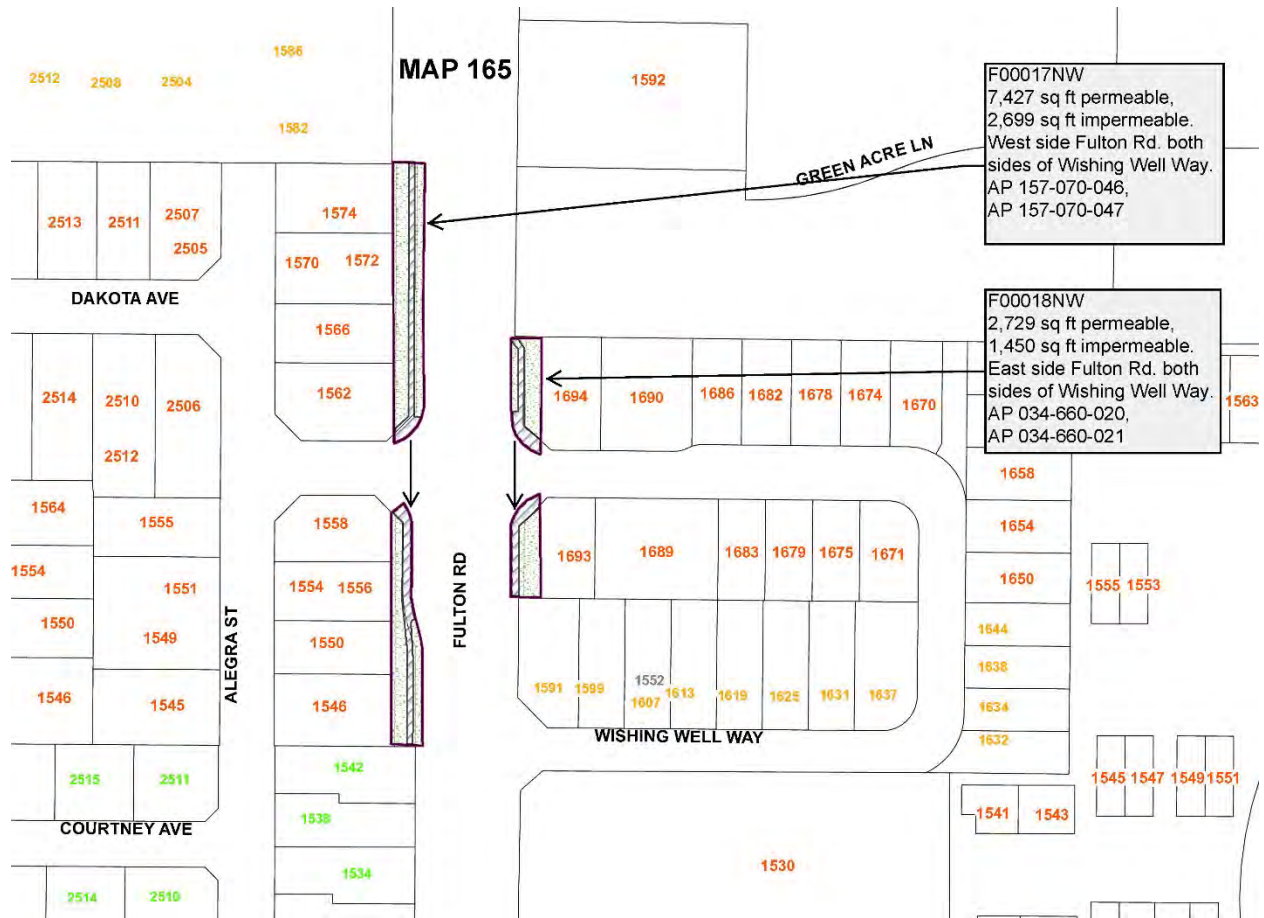 MAP 165
1586
2512 2508 2504
1582
1592
F00017NW
7,427 sq ft permeable,
2,699 sq ft impermeable.
West side Fulton Rd. both
sides of Wishing Well Way.
AP 157-070-046,
AP 157-070-047
GREEN ACRE LN
2513 2511 2507
2505
1574
1570 1572
DAKOTA AVE
1566
1562
F00018NW
2,729 sq ft permeable,
1,450 sq ft impermeable.
East side Fulton Rd. both
sides of Wishing Well Way.
AP 034-660-020,
AP 034-660-021
2514 2510 2506
2512
1694 1690 1686 1682 1678 1674 1670
1563
1658
1564
1555
1558
1654
1693 1689 1683 1679 1675 1671
1554
1551
1554 1556
1650
1555 1553
1550
1549
1550
1644
1638
1546
1545
1546
ALEGRA ST
FULTON RD
1591 1599 1552
1607 1613 1619 1625 1631 1637
1634
1632
WISHING WELL WAY
2515 2511
1542
1545 1547 1549 1551
COURTNEY AVE
1538
1541 1543
1534
1530
2514 2510